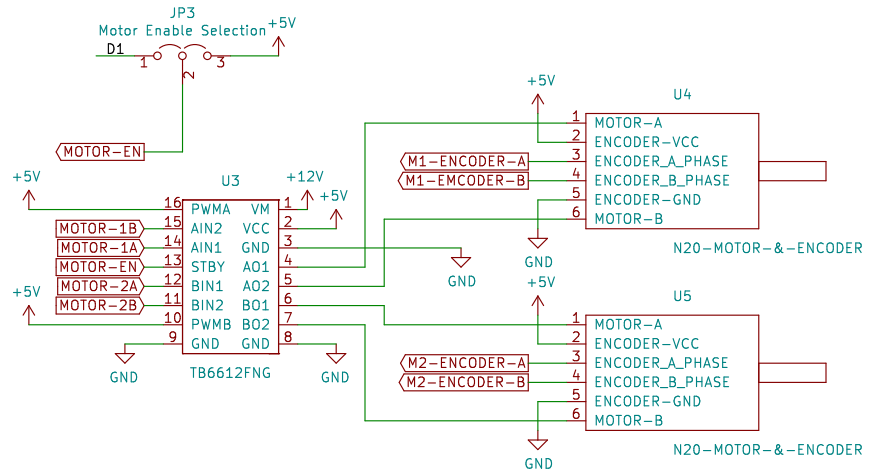 JP3
Motor Enable Selection
+5V
D1
1
2
3
MOTOR-EN
U3
+5V
+12V
+5V
16 PWMA VM 1
MOTOR-1B 15 AIN2 VCC 2
MOTOR-1A 14 AIN1 GND 3
MOTOR-EN 13 STBY AO1 4
MOTOR-2A 12 BIN1 AO2 5
MOTOR-2B 11 BIN2 BO1 6
+5V
10 PWMB BO2 7
9 GND GND 8
GND
GND
GND
TB6612FNG
U4
+5V
1 MOTOR-A
2 ENCODER-VCC
M1-ENCODER-A 3 ENCODER_A_PHASE
M1-EMCODER-B 4 ENCODER_B_PHASE
5 ENCODER-GND
6 MOTOR-B
GND
N20-MOTOR-&-ENCODER
U5
+5V
1 MOTOR-A
2 ENCODER-VCC
M2-ENCODER-A 3 ENCODER_A_PHASE
M2-ENCODER-B 4 ENCODER_B_PHASE
5 ENCODER-GND
6 MOTOR-B
GND
N20-MOTOR-&-ENCODER